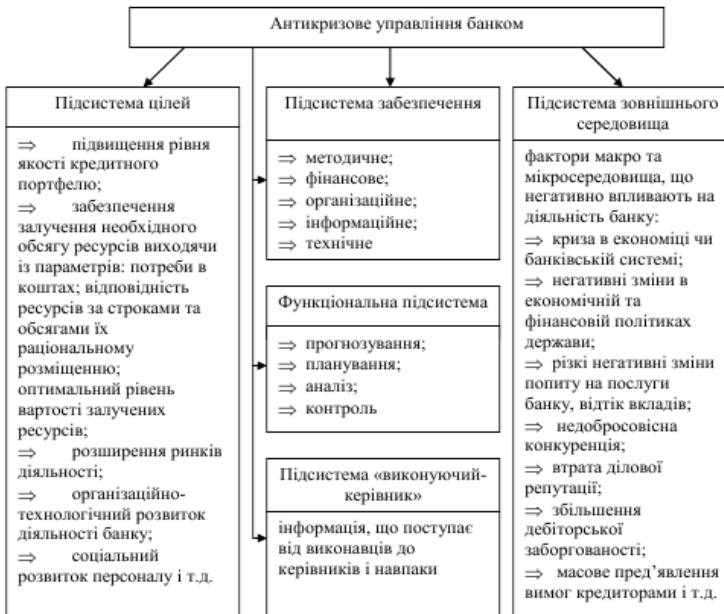 Антикризове управління банком
Підсистема цілей
⇒ підвищення рівня
якості кредитного
портфелю;
⇒ забезпечення
залучення необхідного
обсягу ресурсів виходячи
із параметрів: потреби в
коштах; відповідність
ресурсів за строками та
обсягами їх
раціональному
розміщенню;
оптимальний рівень
вартості залучених
ресурсів;
⇒ розширення ринків
діяльності;
⇒ організаційно-
технологічний розвиток
діяльності банку;
⇒ соціальний
розвиток персоналу і т.д.
Підсистема забезпечення
⇒ методичне;
⇒ фінансове;
⇒ організаційне;
⇒ інформаційне;
⇒ технічне
Функціональна підсистема
⇒ прогнозування;
⇒ планування;
⇒ аналіз;
⇒ контроль
Підсистема «виконуючий-
керівник»
інформація, що поступає
від виконавців до
керівників і навпаки
Підсистема зовнішнього
середовища
фактори макро та
мікросередовища, що
негативно впливають на
діяльність банку:
⇒ криза в економіці чи
банківській системі;
⇒ негативні зміни в
економічній та
фінансовій політиках
держави;
⇒ різкі негативні зміни
попиту на послуги
банку, відтік вкладів;
⇒ недобросовісна
конкуренція;
⇒ втрата ділової
репутації;
⇒ збільшення
дебіторської
заборгованості;
⇒ масове пред’явлення
вимог кредиторами і т.д.